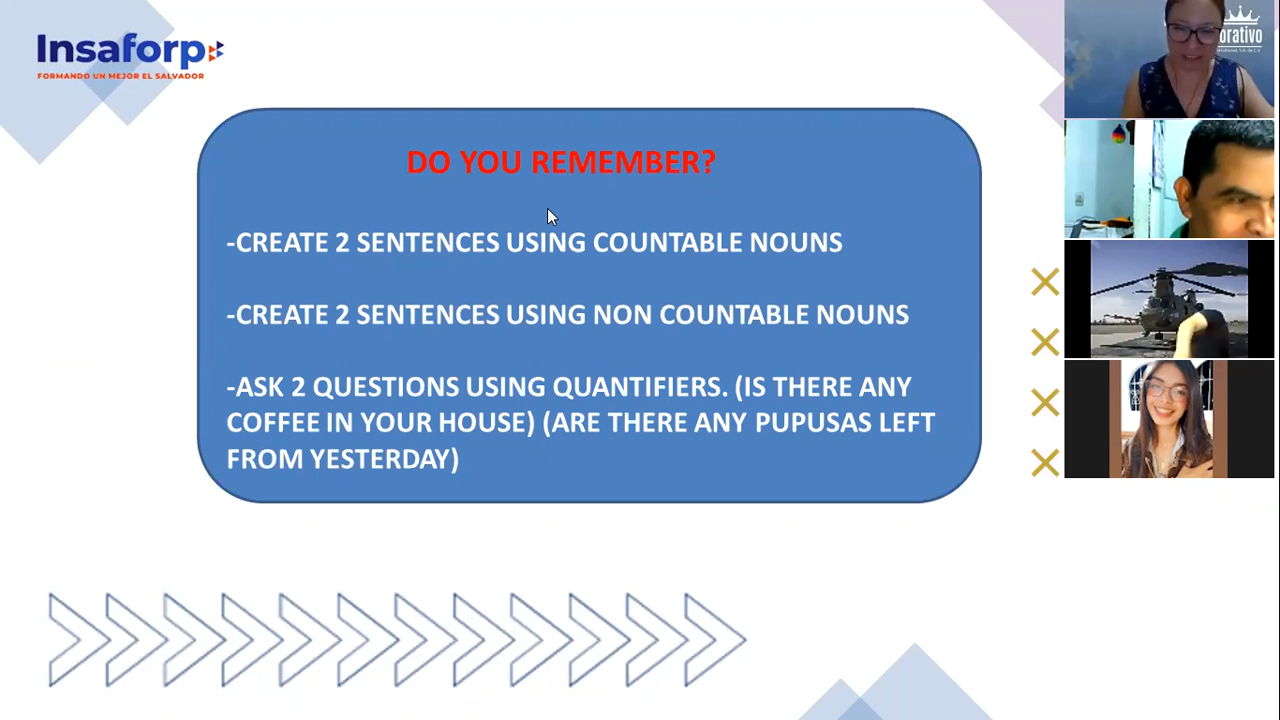 Insaforp
FORMANDO UN MEJOR EL SALVADOR
DO YOU REMEMBER?
-CREATE 2 SENTENCES USING COUNTABLE NOUNS
-CREATE 2 SENTENCES USING NON COUNTABLE NOUNS
-ASK 2 QUESTIONS USING QUANTIFIERS. (IS THERE ANY
COFFEE IN YOUR HOUSE) (ARE THERE ANY PUPUSAS LEFT
FROM YESTERDAY)
orativo